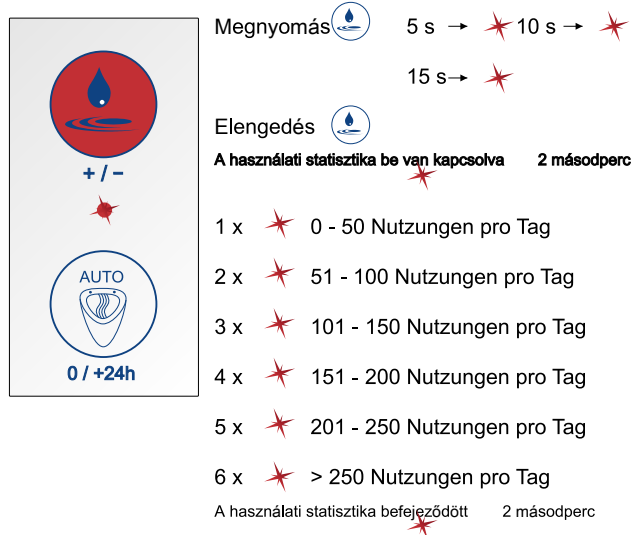 Megnyomás 5 s → 10 s →
15 s →
Elengedés
A használati statisztika be van kapcsolva 2 másodperc
+ / −
AUTO
0 / +24h
1 x 0 - 50 Nutzungen pro Tag
2 x 51 - 100 Nutzungen pro Tag
3 x 101 - 150 Nutzungen pro Tag
4 x 151 - 200 Nutzungen pro Tag
5 x 201 - 250 Nutzungen pro Tag
6 x > 250 Nutzungen pro Tag
A használati statisztika befejeződött 2 másodperc